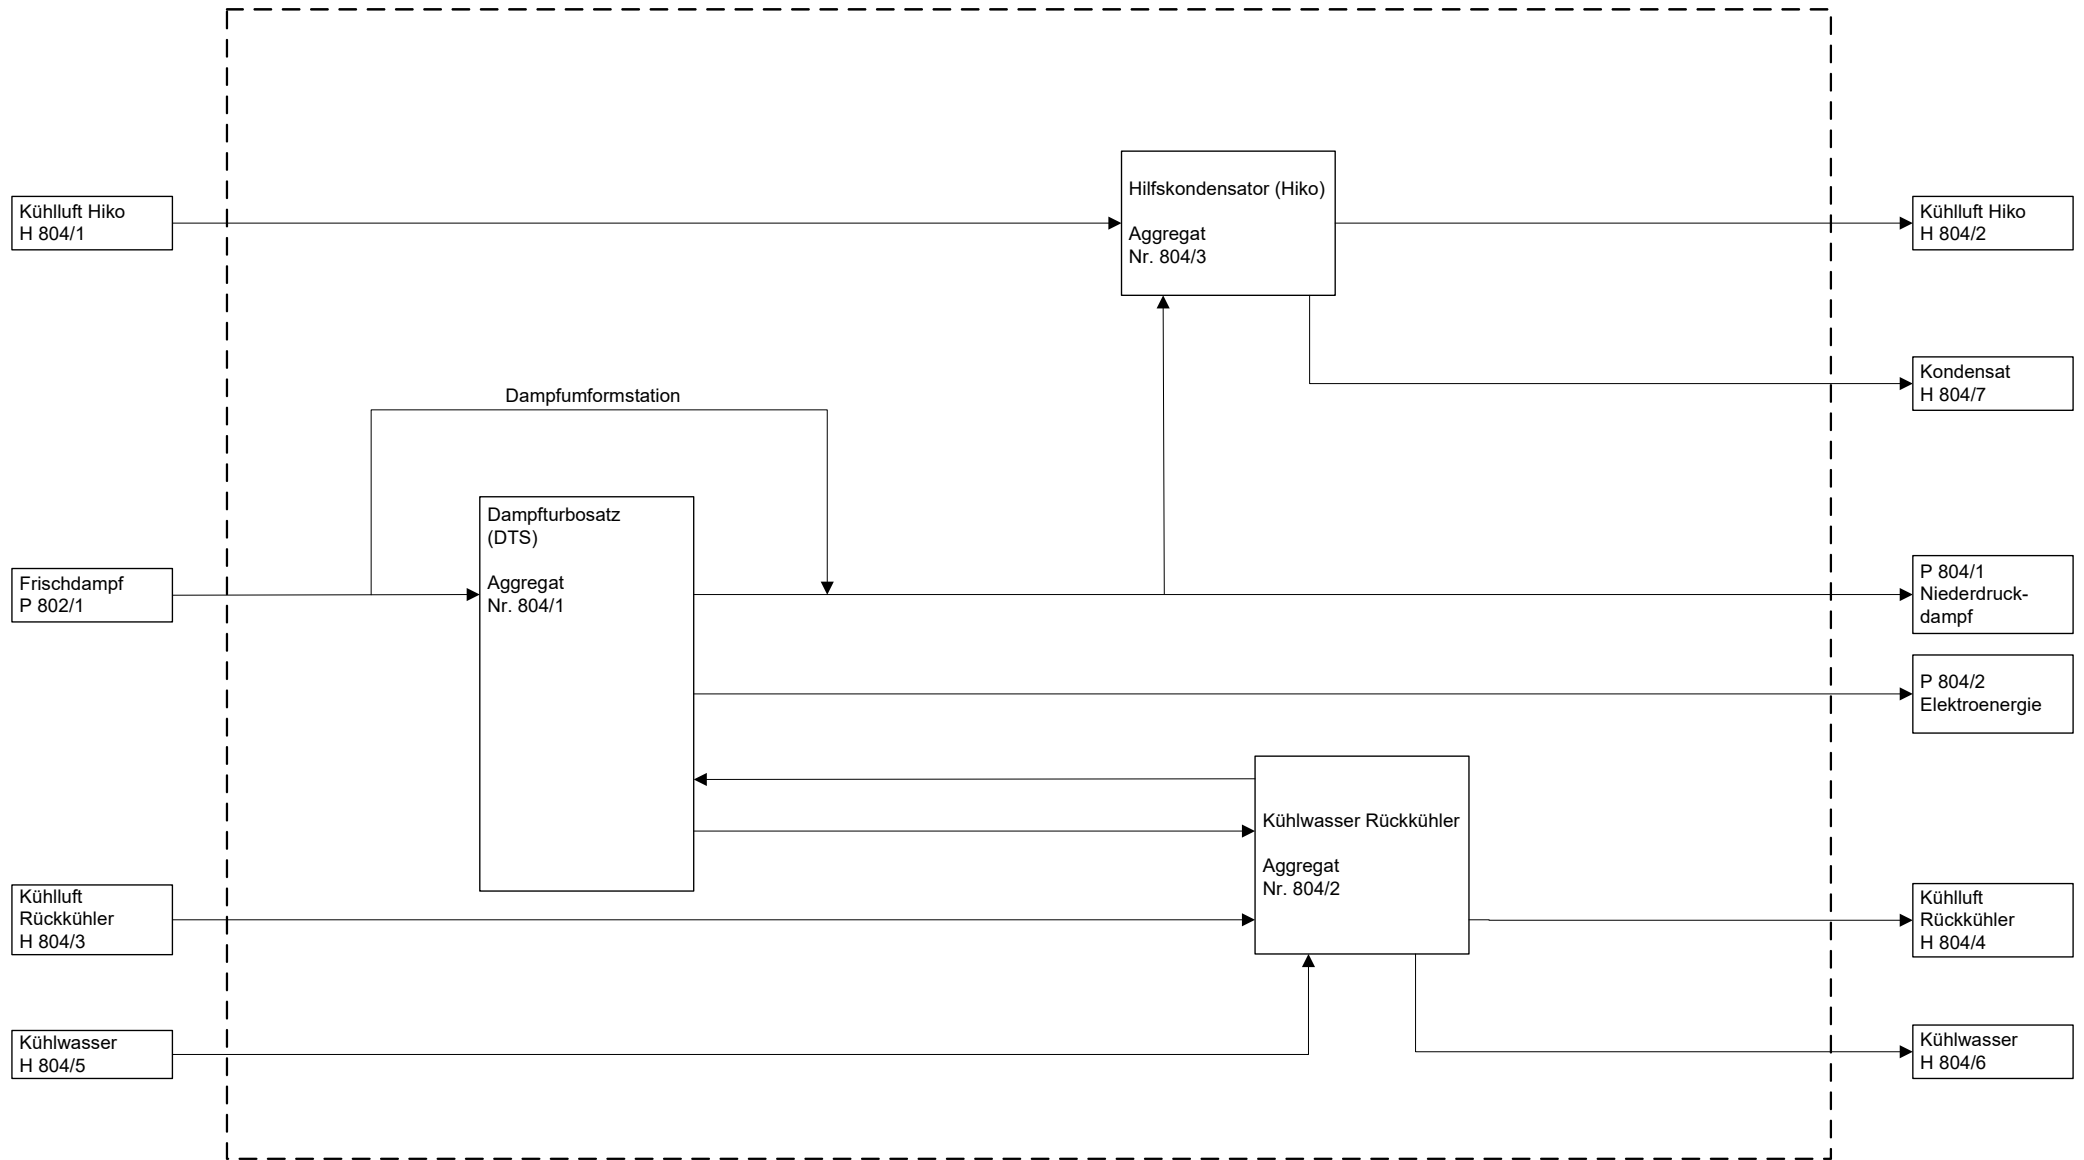 Hilfskondensator (Hiko)
Aggregat
Nr. 804/3
Kühlluft Hiko
H 804/1
Kühlluft Hiko
H 804/2
Kondensat
H 804/7
Dampfumformstation
Dampfturbosatz
(DTS)
Aggregat
Nr. 804/1
Frischdampf
P 802/1
P 804/1
Niederdruck-
dampf
P 804/2
Elektroenergie
Kühlwasser Rückkühler
Aggregat
Nr. 804/2
Kühlluft
Rückkühler
H 804/3
Kühlluft
Rückkühler
H 804/4
Kühlwasser
H 804/5
Kühlwasser
H 804/6